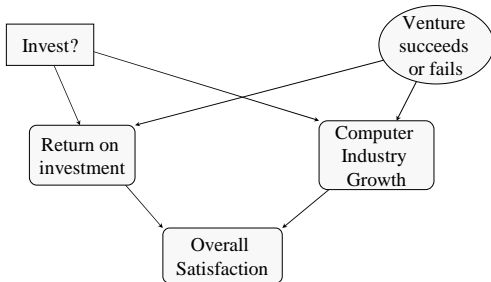 Invest?
Venture
succeeds
or fails
Return on
investment
Computer
Industry
Growth
Overall
Satisfaction